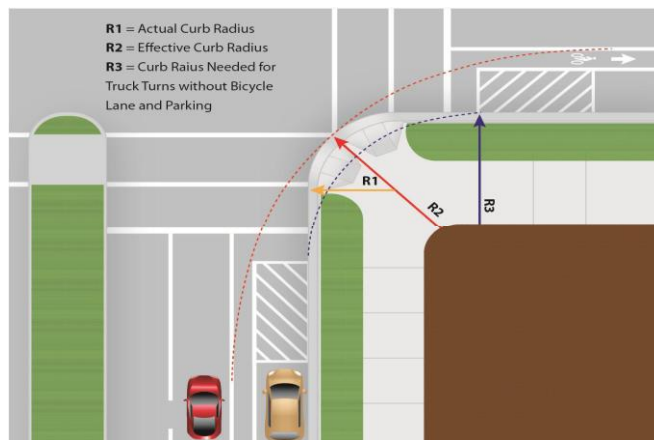 R1 = Actual Curb Radius
R2 = Effective Curb Radius
R3 = Curb Raius Needed for
Truck Turns without Bicycle
Lane and Parking
R1
R2
R3